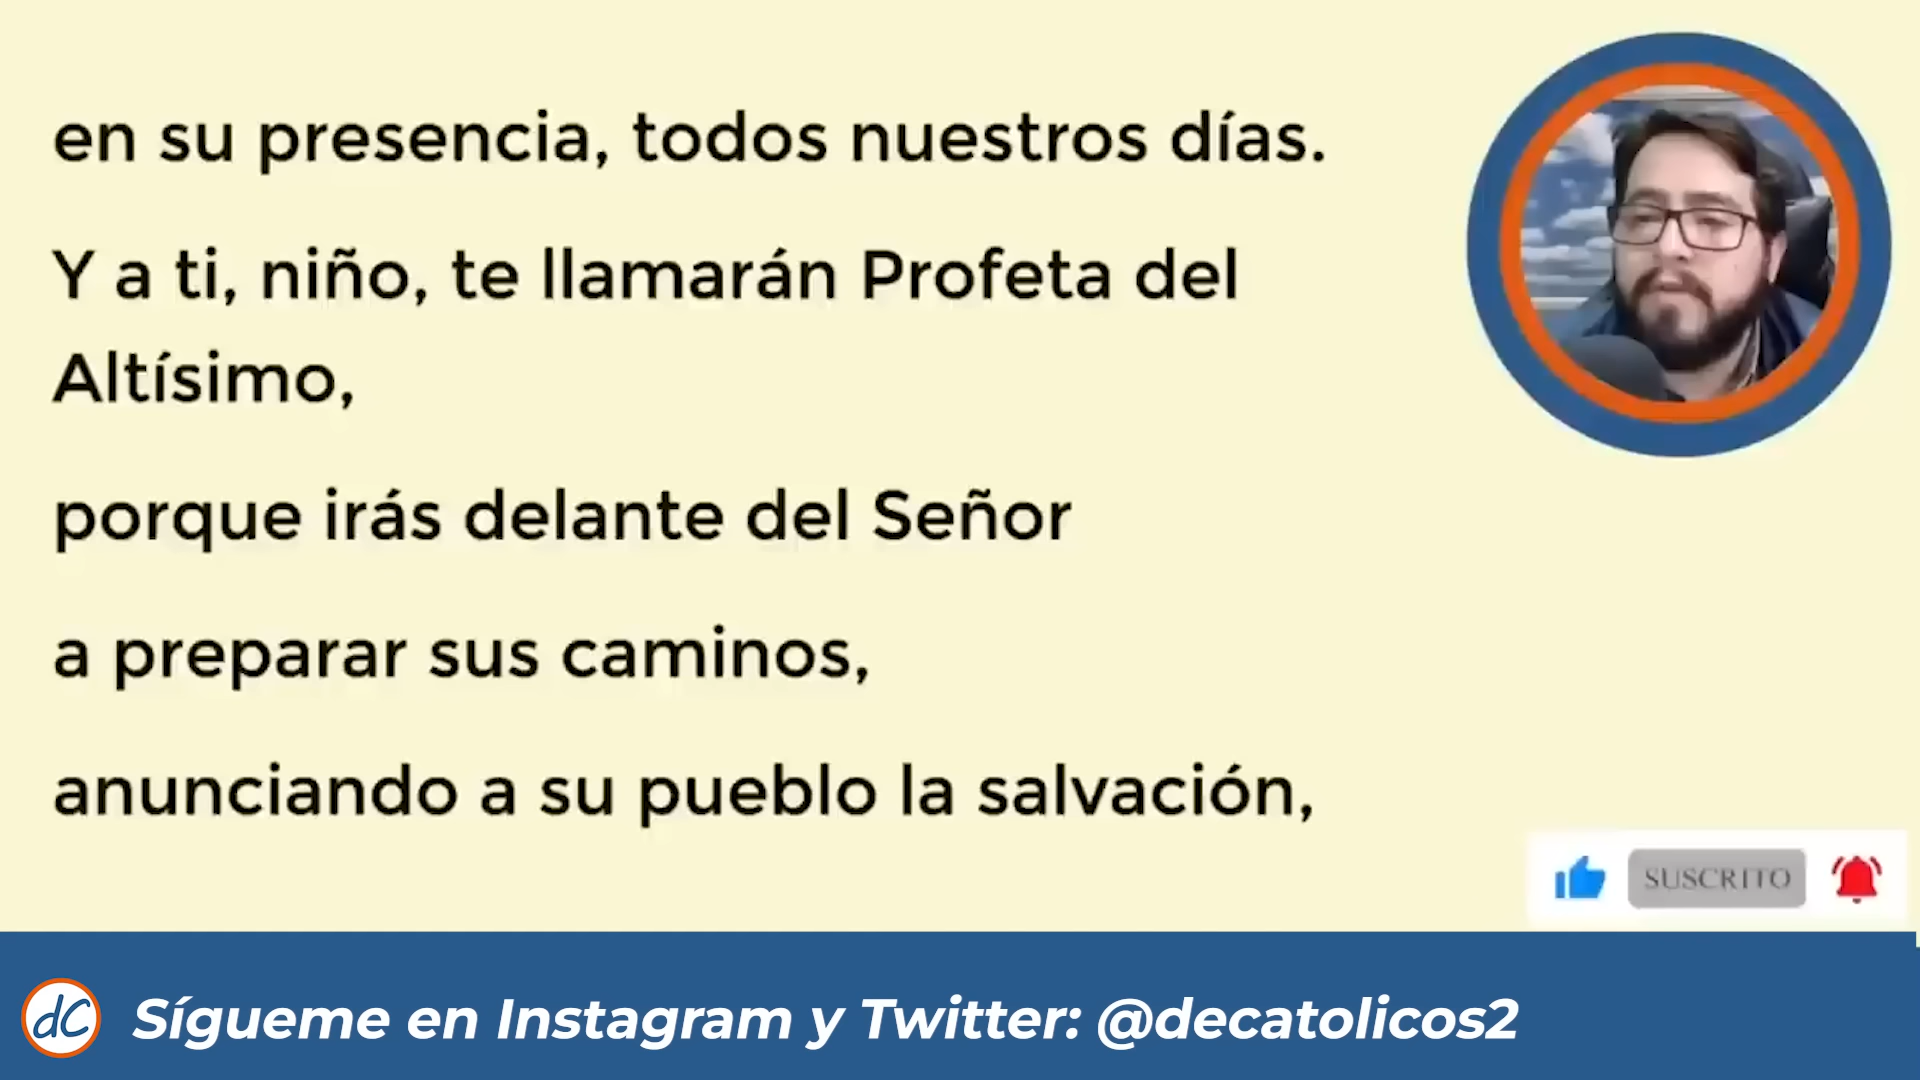 en su presencia, todos nuestros días.
Y a ti, niño, te llamarán Profeta del
Altísimo,
porque irás delante del Señor
a preparar sus caminos,
anunciando a su pueblo la salvación,
SUSCRITO
dC Sígueme en Instagram y Twitter: @decatolicos2